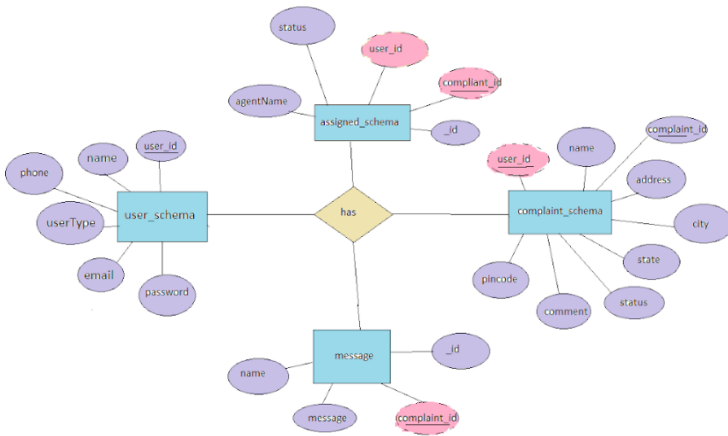 status
user_id
compliant_id
agentName
assigned_schema
_id
name
user_id
phone
userType
user_schema
email
password
has
user_id
name
complaint_id
address
complaint_schema
city
state
pincode
status
comment
message
_id
name
message
complaint_id